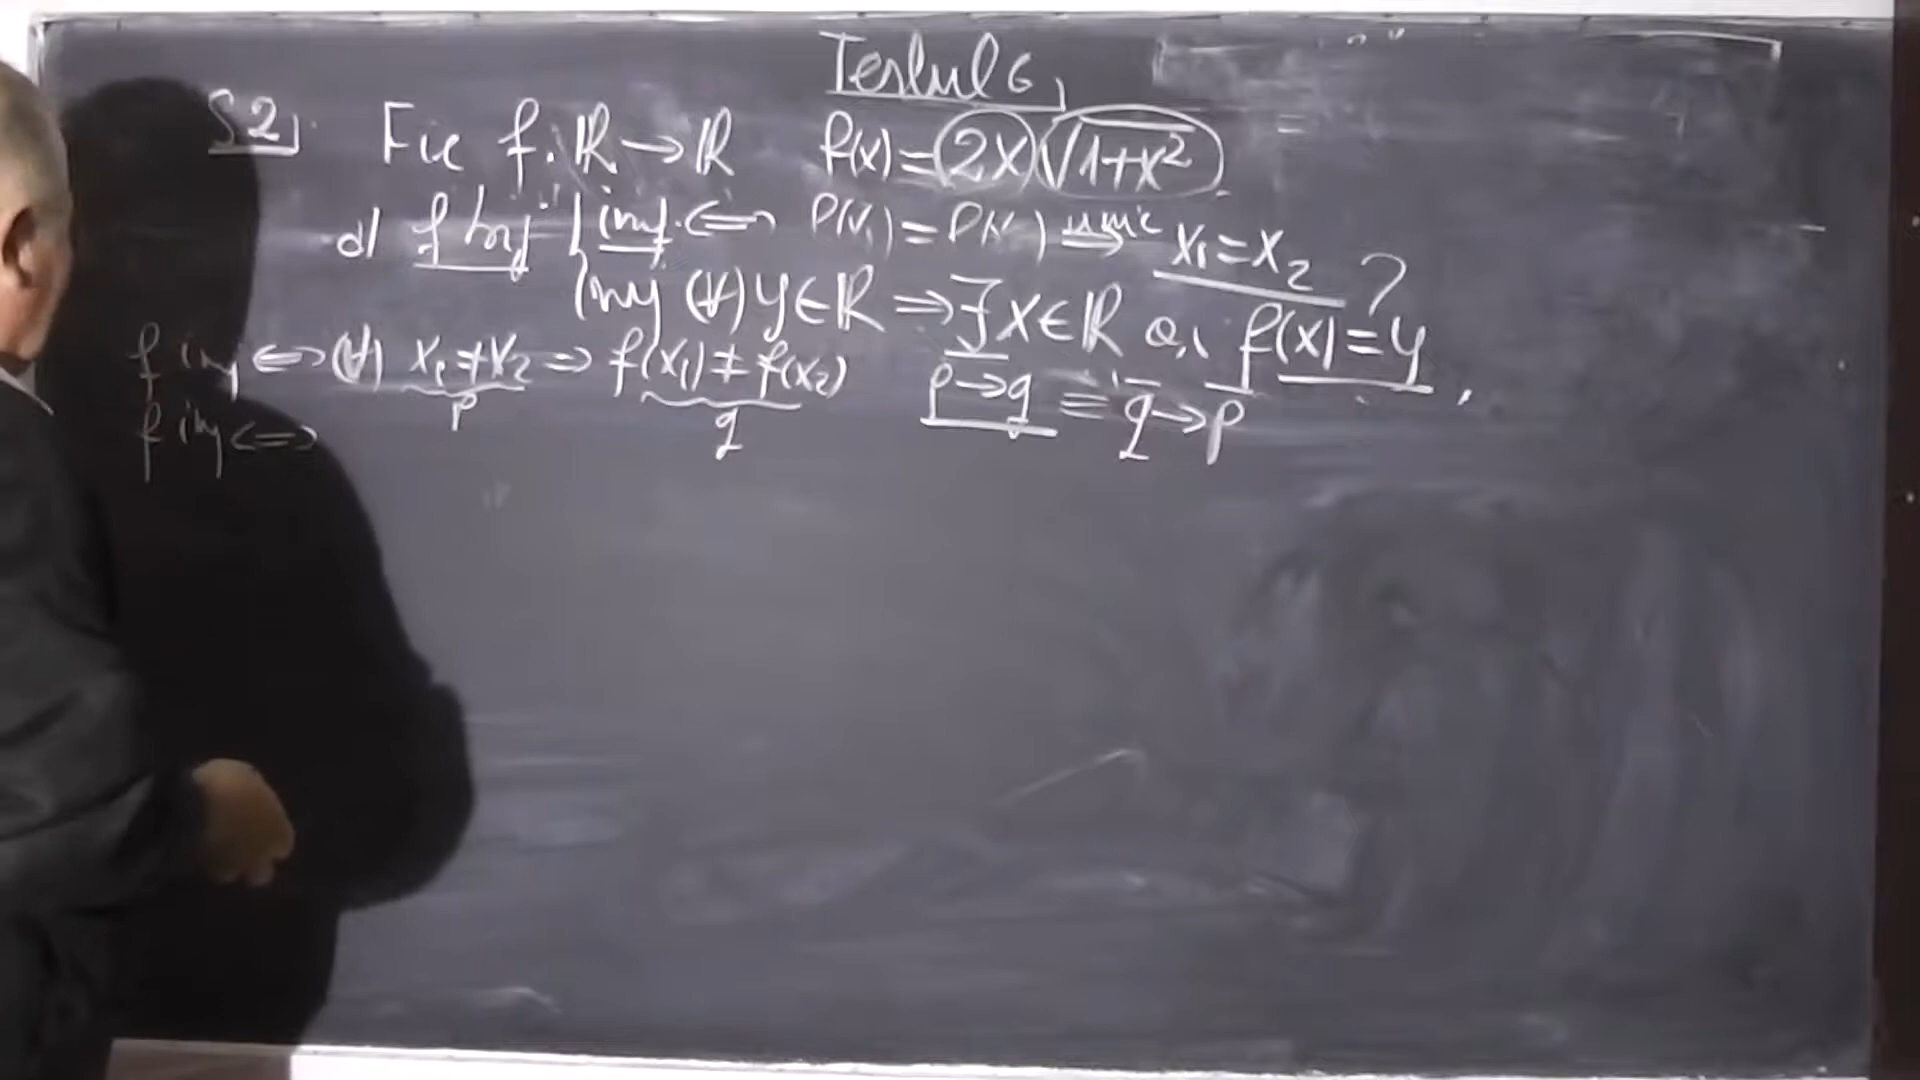 Testul 6
S2. Fie f: ℝ→ℝ f(x)=2x√1+x²
a) f bij { inj. ⇔ f(x₁)=f(x₂) ⇒ x₁=x₂ ?
surj (∀) y∈ℝ ⇒ ∃ x∈ℝ a.î f(x)=y.
f inj ⇔ (∀) x₁≠x₂ ⇒ f(x₁)≠f(x₂) p→q ≡ q̄→p̄
p q
f inj ⇔